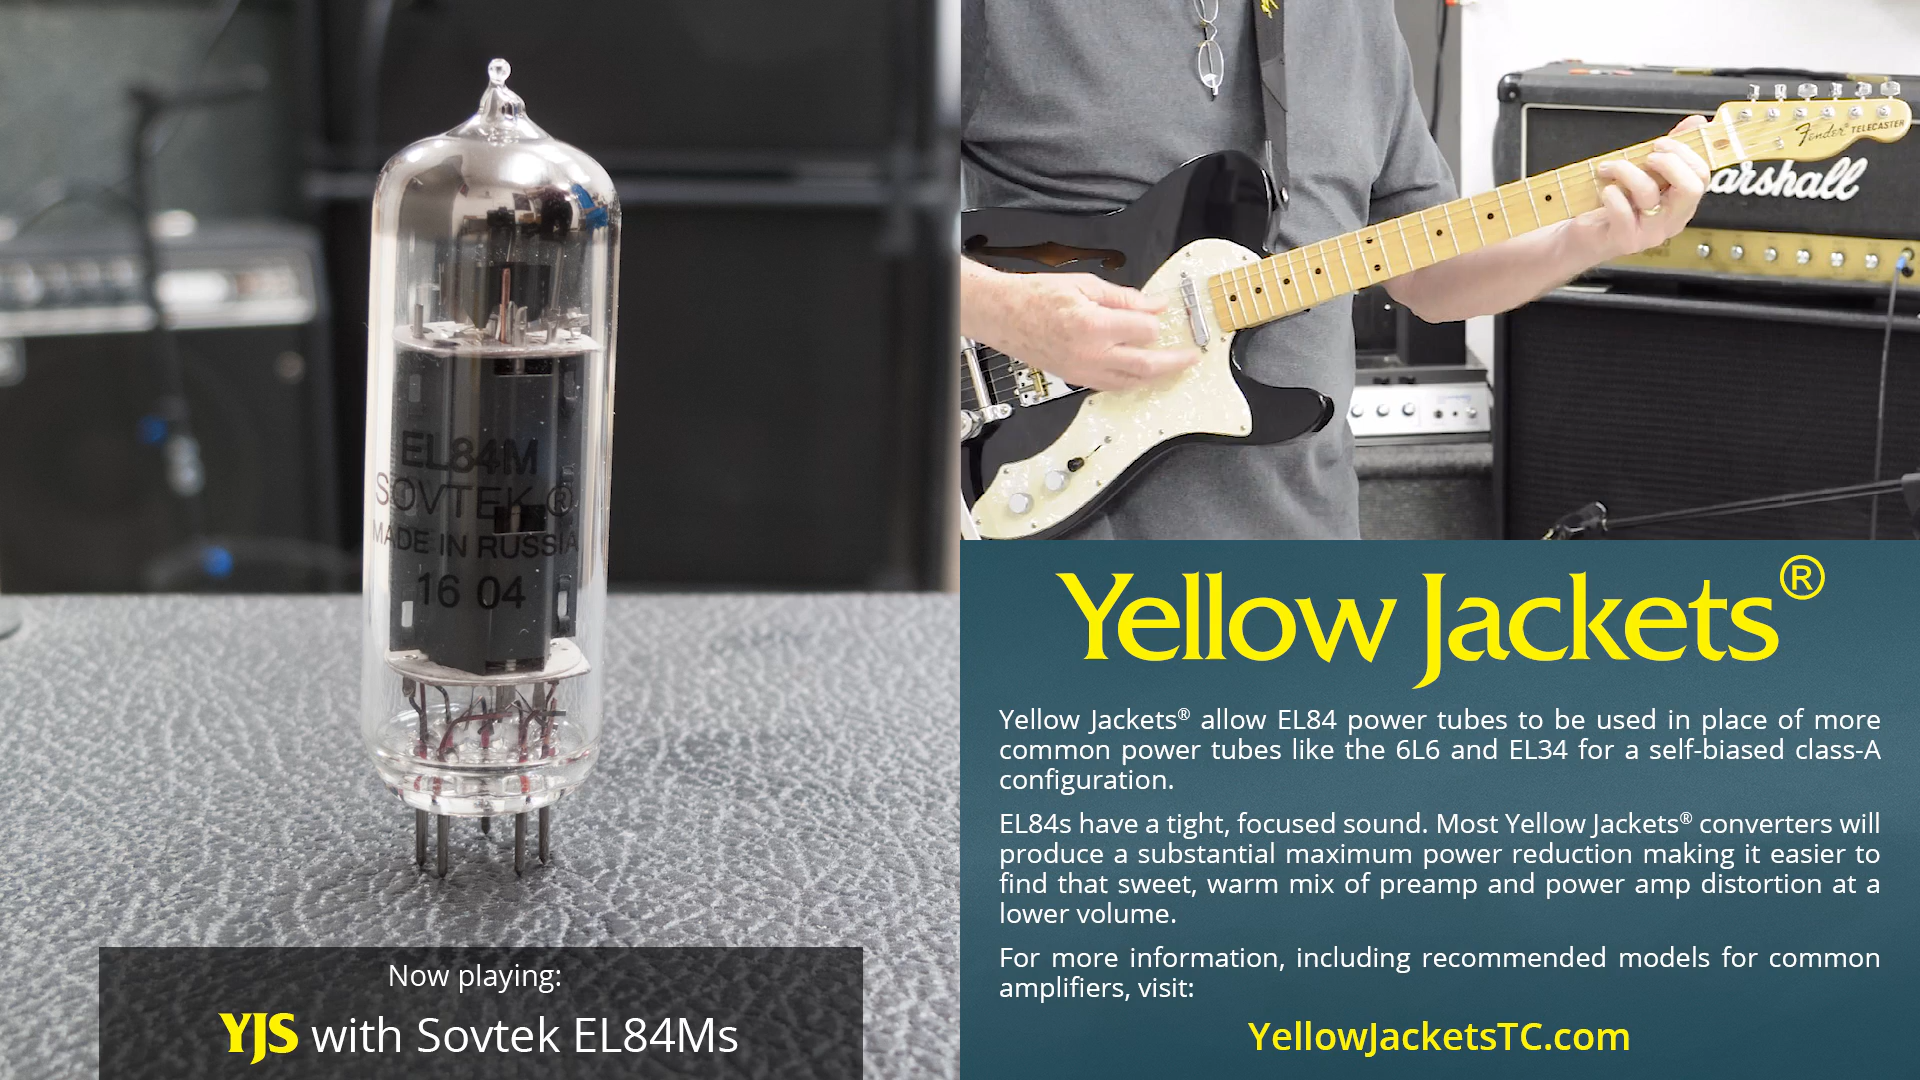 EL84M
SOVTEK ®
MADE IN RUSSIA
16 04
Now playing:
YJS with Sovtek EL84Ms
Fender® TELECASTER
arshall
Yellow Jackets®
Yellow Jackets® allow EL84 power tubes to be used in place of more
common power tubes like the 6L6 and EL34 for a self-biased class-A
configuration.
EL84s have a tight, focused sound. Most Yellow Jackets® converters will
produce a substantial maximum power reduction making it easier to
find that sweet, warm mix of preamp and power amp distortion at a
lower volume.
For more information, including recommended models for common
amplifiers, visit:
YellowJacketsTC.com